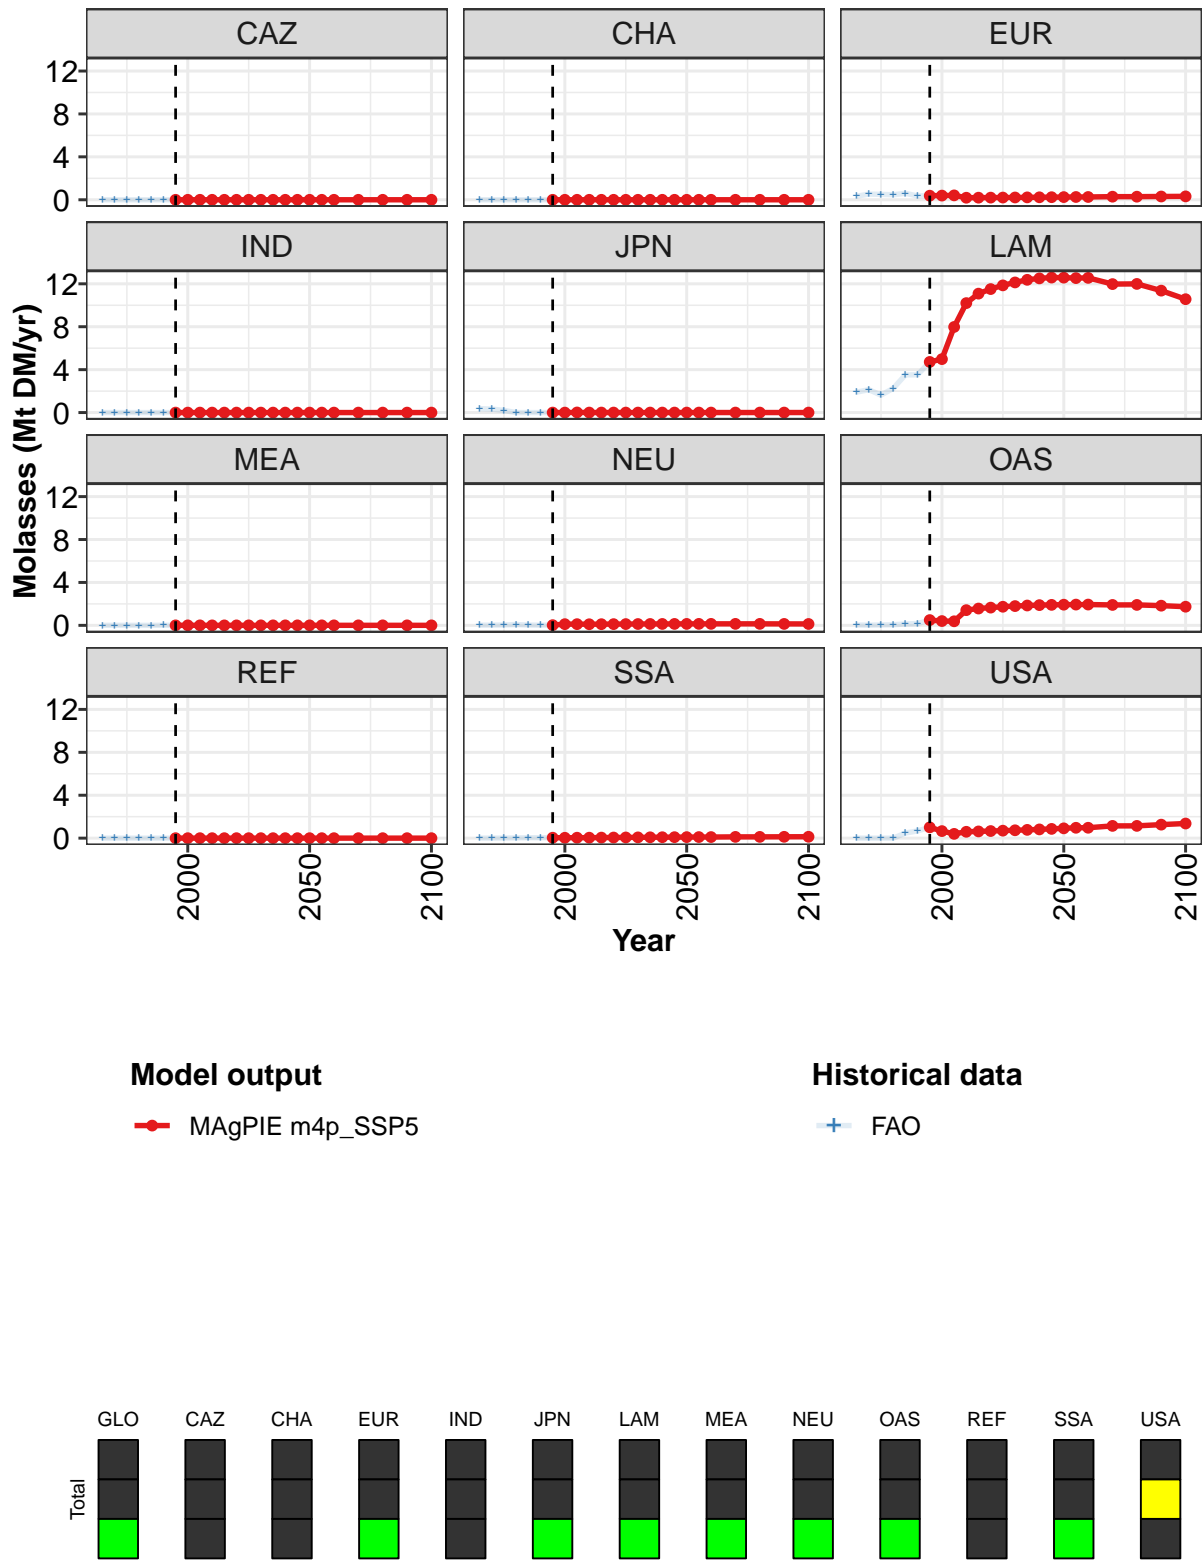 CAZ CHA EUR
12
8
4
0
IND JPN LAM
12
8
4
0
MEA NEU OAS
12
8
4
0
REF SSA USA
12
8
4
0
2000 2050 2100 2000 2050 2100 2000 2050 2100
Year
Molasses (Mt DM/yr)
Model output Historical data
MAgPIE m4p_SSP5 FAO
GLO CAZ CHA EUR IND JPN LAM MEA NEU OAS REF SSA USA
Total